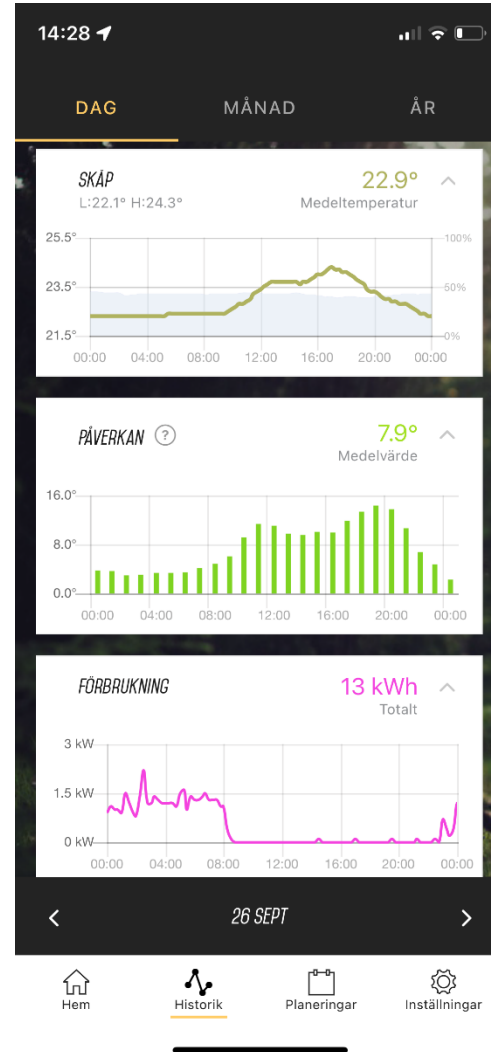 14:28
DAG MÅNAD ÅR
SKÅP 22.9°
L:22.1° H:24.3° Medeltemperatur
25.5° 100%
23.5° 50%
21.5° 0%
00:00 04:00 08:00 12:00 16:00 20:00 00:00
PÅVERKAN ? 7.9°
Medelvärde
16.0°
8.0°
0.0°
00:00 04:00 08:00 12:00 16:00 20:00 00:00
FÖRBRUKNING 13 kWh
Totalt
3 kW
1.5 kW
0 kW
00:00 04:00 08:00 12:00 16:00 20:00 00:00
26 SEPT
Hem Historik Planeringar Inställningar